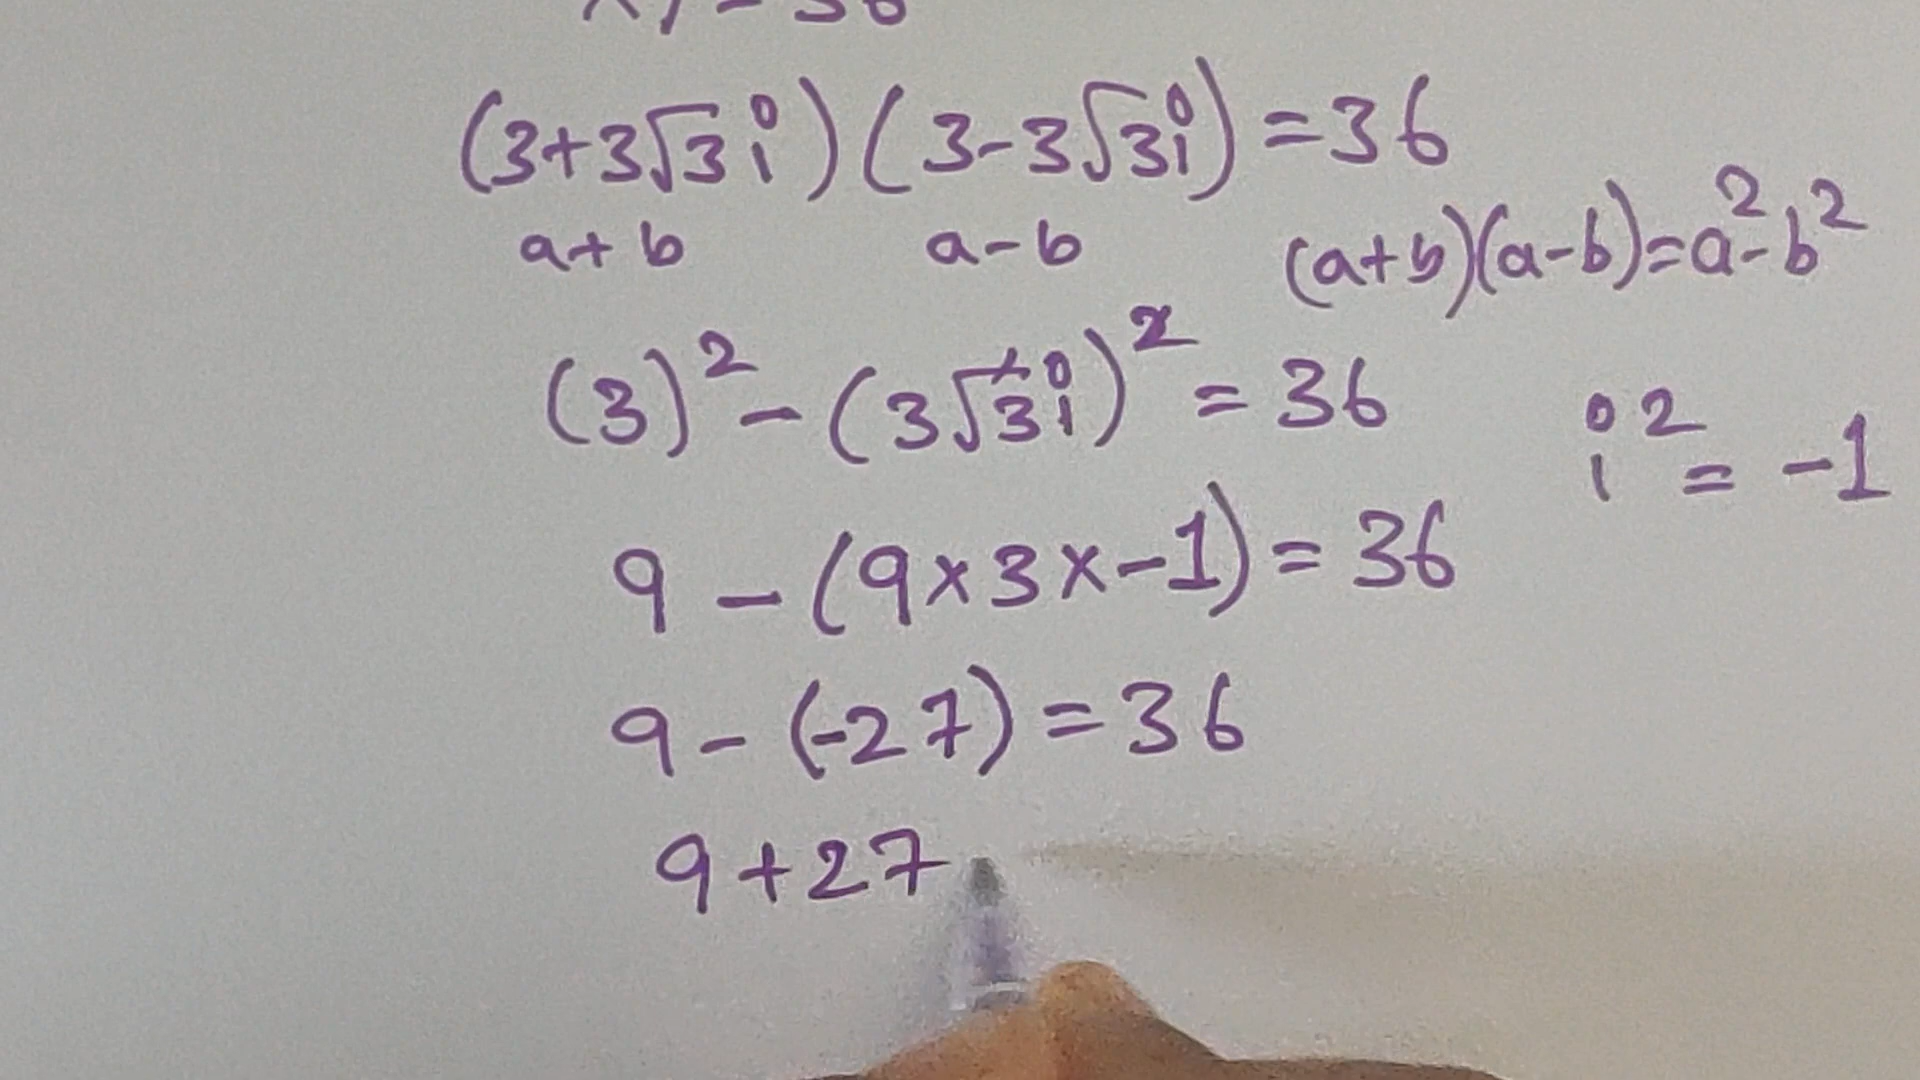 (3+3√3i)(3-3√3i)=36
a+b a-b (a+b)(a-b)=a²-b²
(3)²-(3√3i)²=36
i²=-1
9-(9×3×-1)=36
9-(-27)=36
9+27